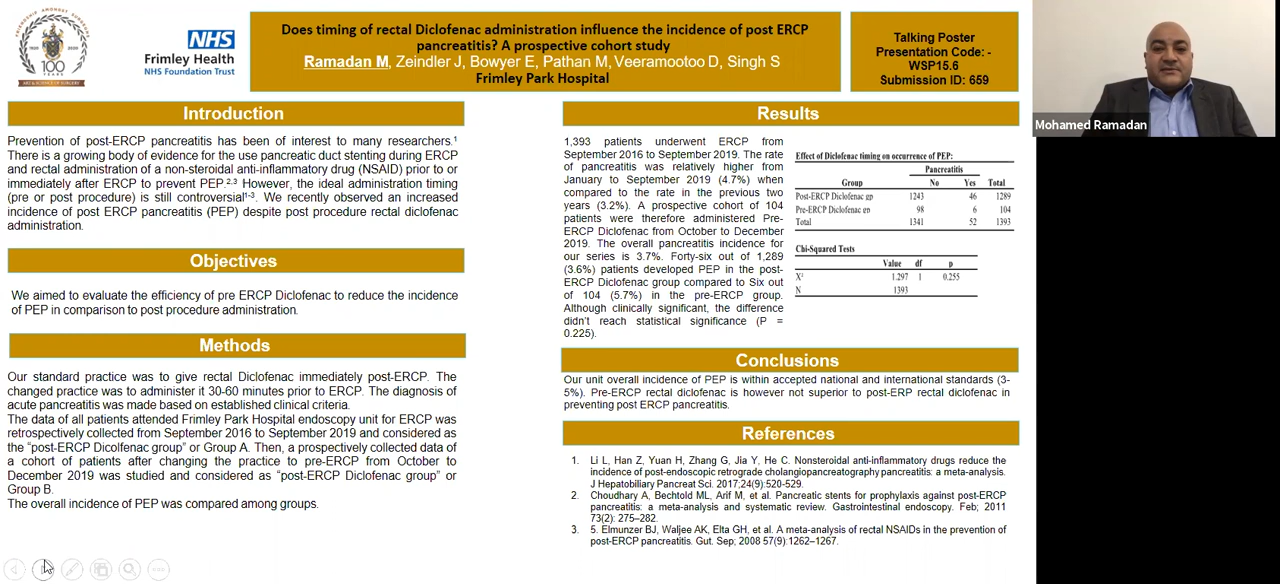 NHS
Frimley Health
NHS Foundation Trust
100
YEARS
Does timing of rectal Diclofenac administration influence the incidence of post ERCP
pancreatitis? A prospective cohort study
Ramadan M, Zeindler J, Bowyer E, Pathan M, Veeramootoo D, Singh S
Frimley Park Hospital
Talking Poster
Presentation Code: -
WSP15.6
Submission ID: 659
Mohamed Ramadan
Introduction
Prevention of post-ERCP pancreatitis has been of interest to many researchers.¹
There is a growing body of evidence for the use pancreatic duct stenting during ERCP
and rectal administration of a non-steroidal anti-inflammatory drug (NSAID) prior to or
immediately after ERCP to prevent PEP.²,³ However, the ideal administration timing
(pre or post procedure) is still controversial¹⁻³. We recently observed an increased
incidence of post ERCP pancreatitis (PEP) despite post procedure rectal diclofenac
administration.
Objectives
We aimed to evaluate the efficiency of pre ERCP Diclofenac to reduce the incidence
of PEP in comparison to post procedure administration.
Methods
Our standard practice was to give rectal Diclofenac immediately post-ERCP. The
changed practice was to administer it 30-60 minutes prior to ERCP. The diagnosis of
acute pancreatitis was made based on established clinical criteria.
The data of all patients attended Frimley Park Hospital endoscopy unit for ERCP was
retrospectively collected from September 2016 to September 2019 and considered as
the “post-ERCP Dicolfenac group” or Group A. Then, a prospectively collected data of
a cohort of patients after changing the practice to pre-ERCP from October to
December 2019 was studied and considered as “post-ERCP Diclofenac group” or
Group B.
The overall incidence of PEP was compared among groups.
Results
1,393 patients underwent ERCP from
September 2016 to September 2019. The rate
of pancreatitis was relatively higher from
January to September 2019 (4.7%) when
compared to the rate in the previous two
years (3.2%). A prospective cohort of 104
patients were therefore administered Pre-
ERCP Diclofenac from October to December
2019. The overall pancreatitis incidence for
our series is 3.7%. Forty-six out of 1,289
(3.6%) patients developed PEP in the post-
ERCP Diclofenac group compared to Six out
of 104 (5.7%) in the pre-ERCP group.
Although clinically significant, the difference
didn't reach statistical significance (P =
0.225).
Effect of Diclofenac timing on occurrence of PEP:
Pancreatitis
Group No Yes Total
Post-ERCP Diclofenac gp 1243 46 1289
Pre-ERCP Diclofenac gp 98 6 104
Total 1341 52 1393
Chi-Squared Tests
Value df p
X² 1.297 1 0.255
N 1393
Conclusions
Our unit overall incidence of PEP is within accepted national and international standards (3-
5%). Pre-ERCP rectal diclofenac is however not superior to post-ERP rectal diclofenac in
preventing post ERCP pancreatitis.
References
1. Li L, Han Z, Yuan H, Zhang G, Jia Y, He C. Nonsteroidal anti-inflammatory drugs reduce the
incidence of post-endoscopic retrograde cholangiopancreatography pancreatitis: a meta-analysis.
J Hepatobiliary Pancreat Sci. 2017;24(9):520-529.
2. Choudhary A, Bechtold ML, Arif M, et al. Pancreatic stents for prophylaxis against post-ERCP
pancreatitis: a meta-analysis and systematic review. Gastrointestinal endoscopy. Feb; 2011
73(2): 275–282.
3. 5. Elmunzer BJ, Waljee AK, Elta GH, et al. A meta-analysis of rectal NSAIDs in the prevention of
post-ERCP pancreatitis. Gut. Sep; 2008 57(9):1262–1267.